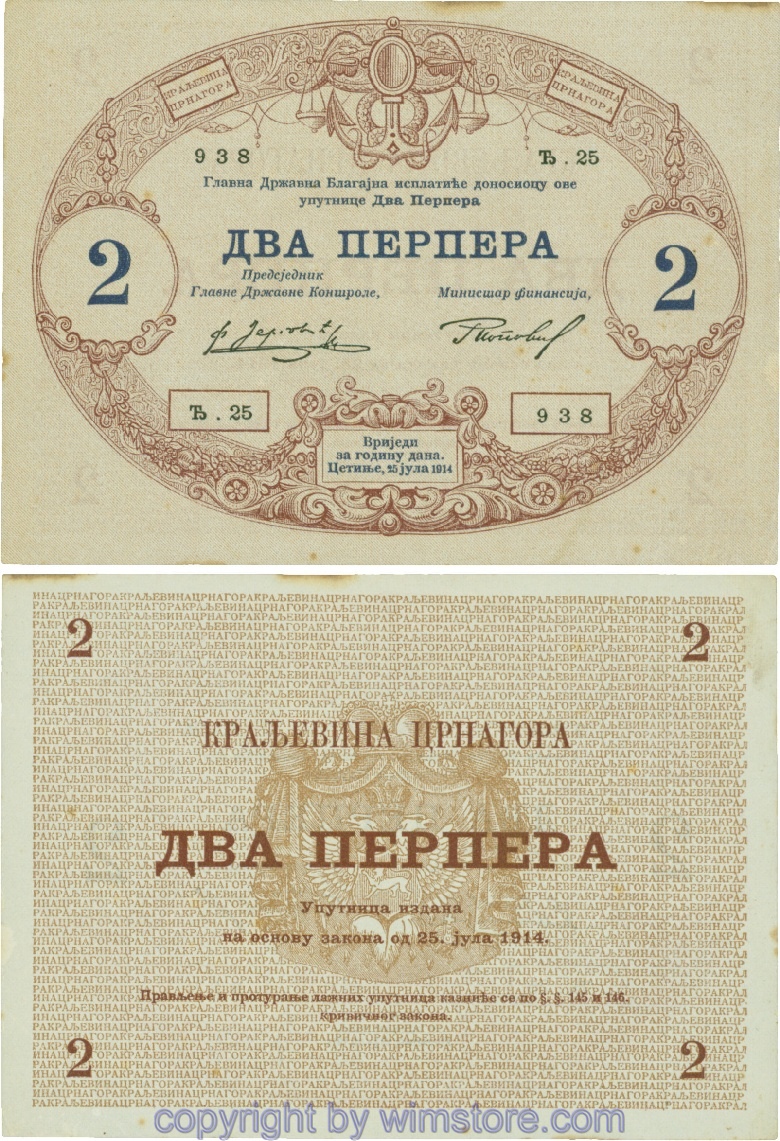 КРАЉЕВИНА
ЦРНАГОРА
КРАЉЕВИНА
ЦРНАГОРА
938
Ђ . 25
Главна Државна Благајна исплатиће доносиоцу ове
упутнице Два Перпера
2
ДВА ПЕРПЕРА
2
Предсједник
Главне Државне Контроле,
Министар финансија,
Ђ . 25
938
Вриједи
за годину дана.
Цетиње, 25 јула 1914
2
2
КРАЉЕВИНА ЦРНАГОРА
ДВА ПЕРПЕРА
Упутница издана
на основу закона од 25. јула 1914.
Прављење и протурање лажних упутница казниће се по §. §. 145 и 146.
кривичног закона.
2
2
copyright by wimstore.com